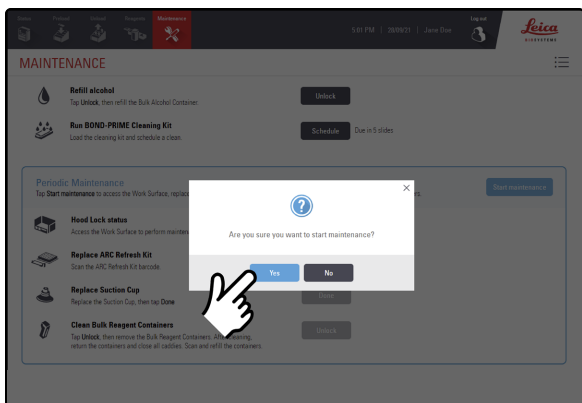 Status
Preload
Unload
Reagents
Maintenance
5:01 PM | 28/09/21 | Jane Doe
Log out
Leica
BIOSYSTEMS
MAINTENANCE
Refill alcohol
Tap Unlock, then refill the Bulk Alcohol Container.
Unlock
Run BOND-PRIME Cleaning Kit
Load the cleaning kit and schedule a clean.
Schedule
Due in 5 slides
Periodic Maintenance
Tap Start maintenance to access the Work Surface, replace
rs.
Start maintenance
Are you sure you want to start maintenance?
Yes
No
Hood Lock status
Access the Work Surface to perform mainten
Replace ARC Refresh Kit
Scan the ARC Refresh Kit barcode
Replace Suction Cup
Replace the Suction Cup, then tap Done
Done
Clean Bulk Reagent Containers
Tap Unlock, then remove the Bulk Reagent Containers. After cleaning,
return the containers and close all caddies. Scan and refill the containers.
Unlock